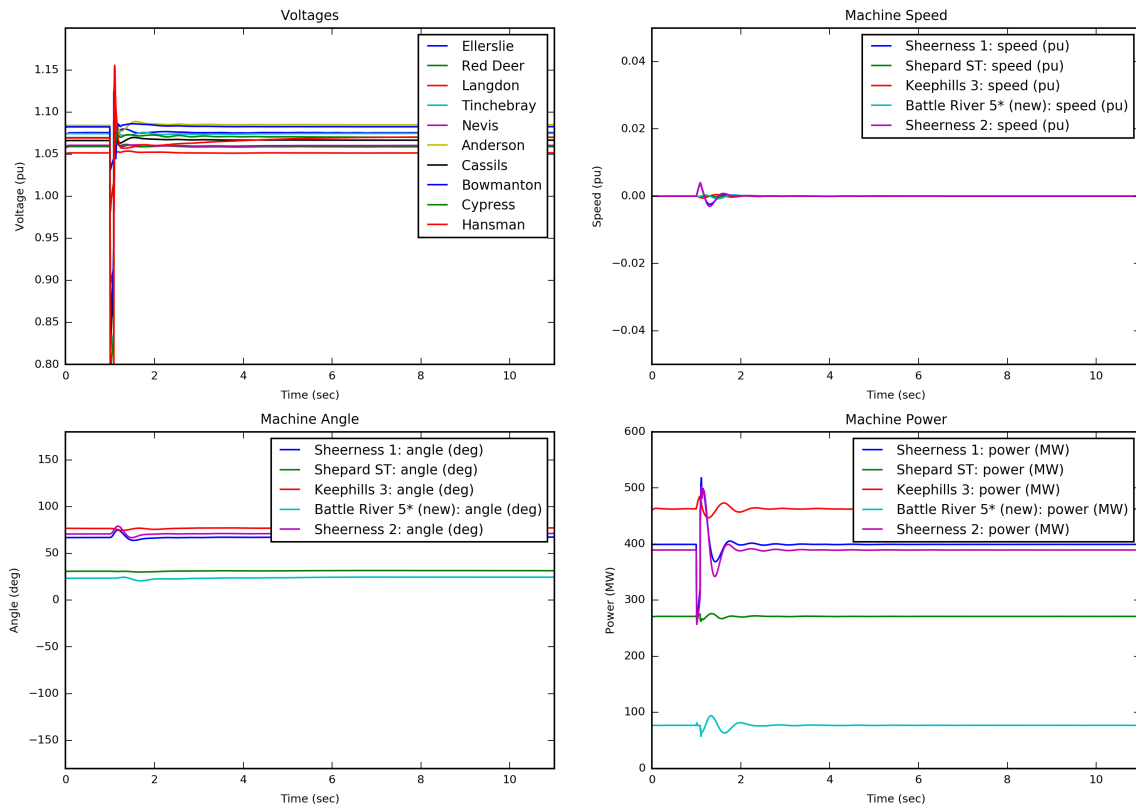 Voltages
Voltage (pu)
1.15
1.10
1.05
1.00
0.95
0.90
0.85
0.80
Ellerslie
Red Deer
Langdon
Tinchebray
Nevis
Anderson
Cassils
Bowmanton
Cypress
Hansman
0 2 4 6 8 10
Time (sec)
Machine Speed
Speed (pu)
0.04
0.02
0.00
−0.02
−0.04
Sheerness 1: speed (pu)
Shepard ST: speed (pu)
Keephills 3: speed (pu)
Battle River 5* (new): speed (pu)
Sheerness 2: speed (pu)
0 2 4 6 8 10
Time (sec)
Machine Angle
Angle (deg)
150
100
50
0
−50
−100
−150
Sheerness 1: angle (deg)
Shepard ST: angle (deg)
Keephills 3: angle (deg)
Battle River 5* (new): angle (deg)
Sheerness 2: angle (deg)
0 2 4 6 8 10
Time (sec)
Machine Power
Power (MW)
600
500
400
300
200
100
0
Sheerness 1: power (MW)
Shepard ST: power (MW)
Keephills 3: power (MW)
Battle River 5* (new): power (MW)
Sheerness 2: power (MW)
0 2 4 6 8 10
Time (sec)